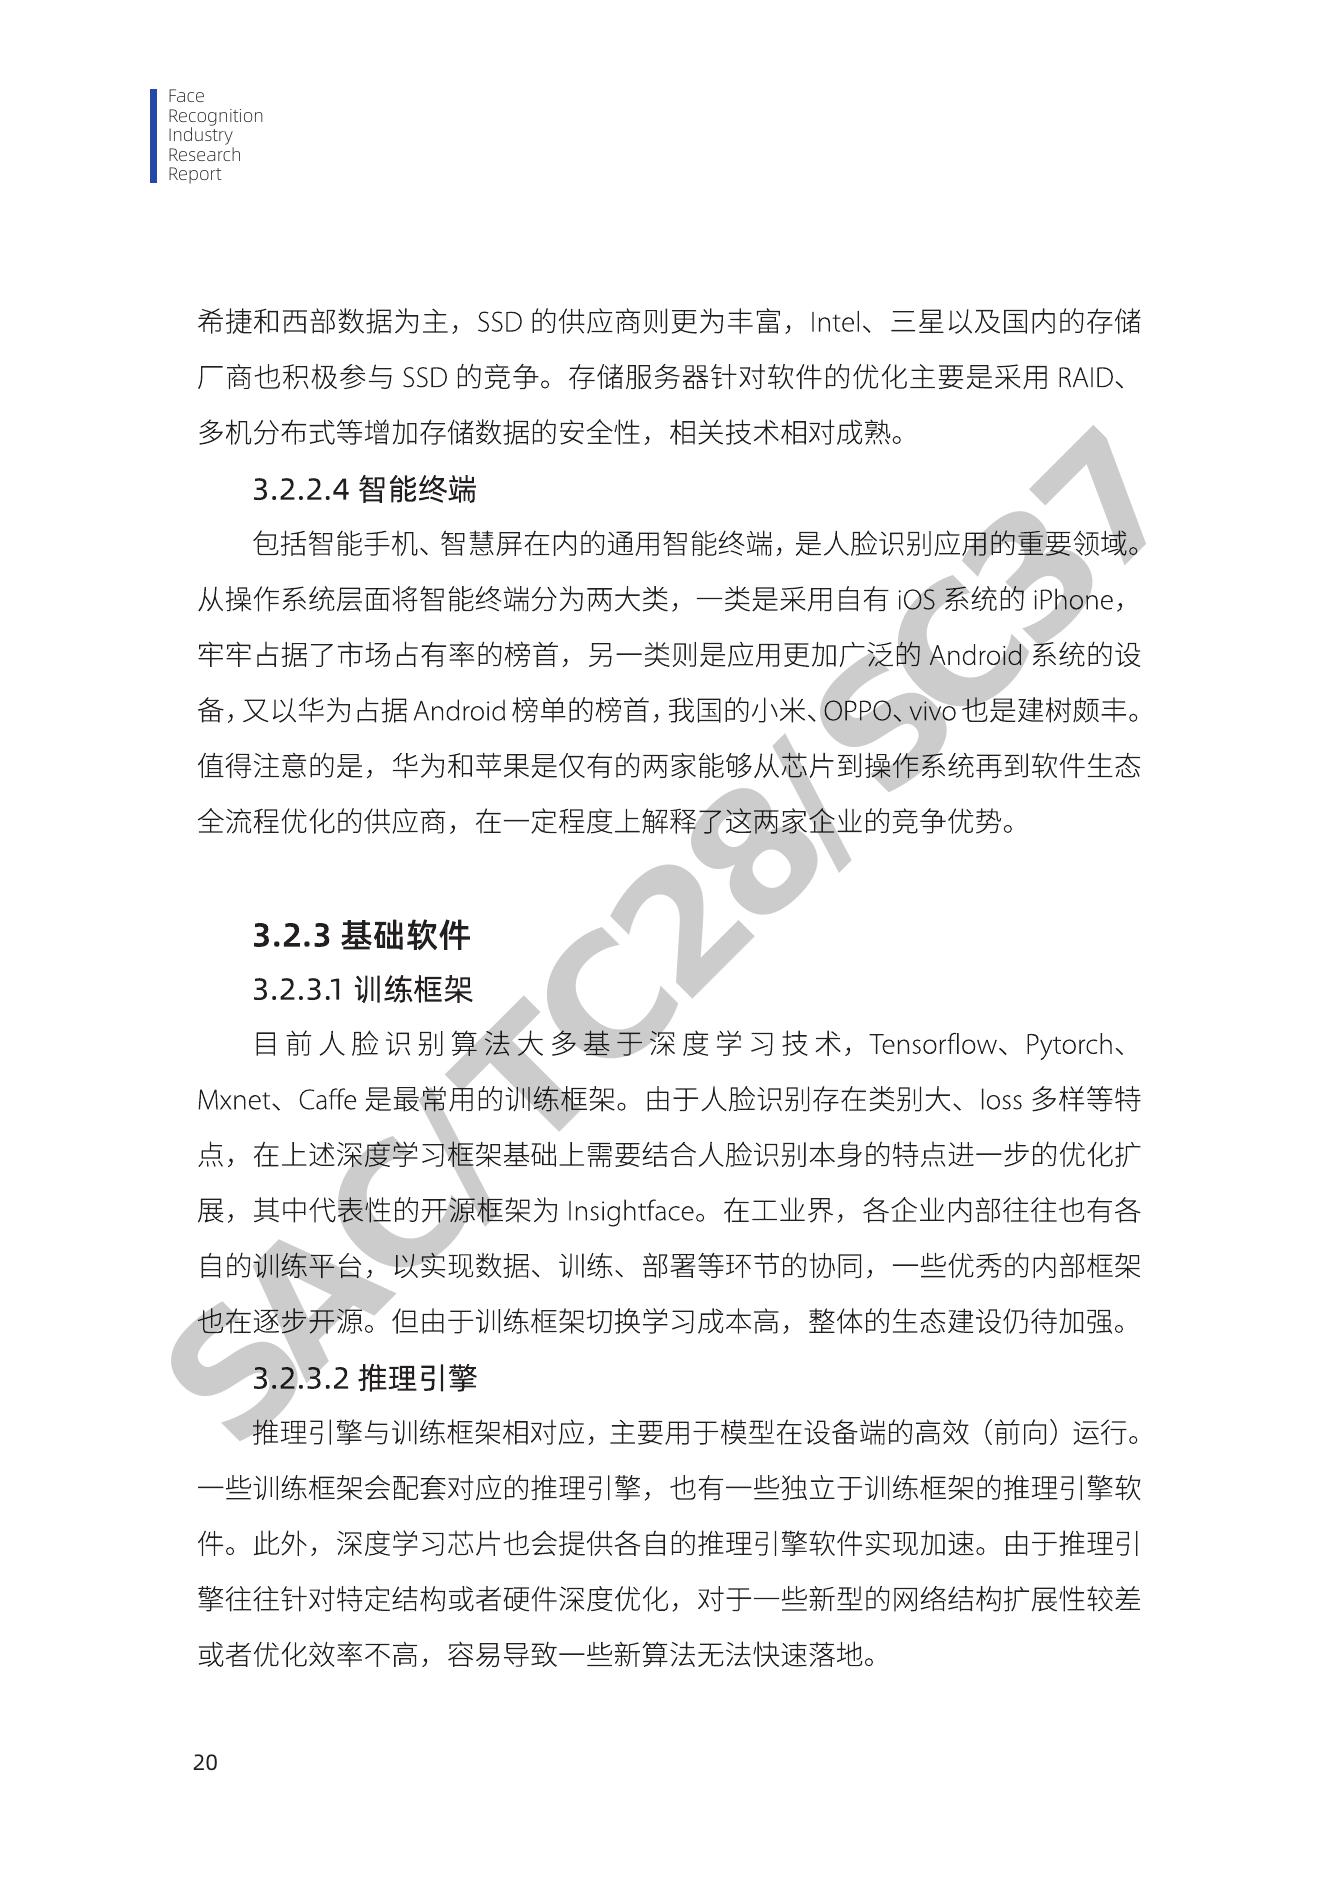 Face
Recognition
Industry
Research
Report
希捷和西部数据为主，SSD 的供应商则更为丰富，Intel、三星以及国内的存储
厂商也积极参与 SSD 的竞争。存储服务器针对软件的优化主要是采用 RAID、
多机分布式等增加存储数据的安全性，相关技术相对成熟。
3.2.2.4 智能终端
包括智能手机、智慧屏在内的通用智能终端，是人脸识别应用的重要领域。
从操作系统层面将智能终端分为两大类，一类是采用自有 iOS 系统的 iPhone，
牢牢占据了市场占有率的榜首，另一类则是应用更加广泛的 Android 系统的设
备，又以华为占据 Android 榜单的榜首，我国的小米、OPPO、vivo 也是建树颇丰。
值得注意的是，华为和苹果是仅有的两家能够从芯片到操作系统再到软件生态
全流程优化的供应商，在一定程度上解释了这两家企业的竞争优势。
3.2.3 基础软件
3.2.3.1 训练框架
目前人脸识别算法大多基于深度学习技术，Tensorflow、Pytorch、
Mxnet、Caffe 是最常用的训练框架。由于人脸识别存在类别大、loss 多样等特
点，在上述深度学习框架基础上需要结合人脸识别本身的特点进一步的优化扩
展，其中代表性的开源框架为 Insightface。在工业界，各企业内部往往也有各
自的训练平台，以实现数据、训练、部署等环节的协同，一些优秀的内部框架
也在逐步开源。但由于训练框架切换学习成本高，整体的生态建设仍待加强。
3.2.3.2 推理引擎
推理引擎与训练框架相对应，主要用于模型在设备端的高效（前向）运行。
一些训练框架会配套对应的推理引擎，也有一些独立于训练框架的推理引擎软
件。此外，深度学习芯片也会提供各自的推理引擎软件实现加速。由于推理引
擎往往针对特定结构或者硬件深度优化，对于一些新型的网络结构扩展性较差
或者优化效率不高，容易导致一些新算法无法快速落地。
20
SAC/TC28/SC37